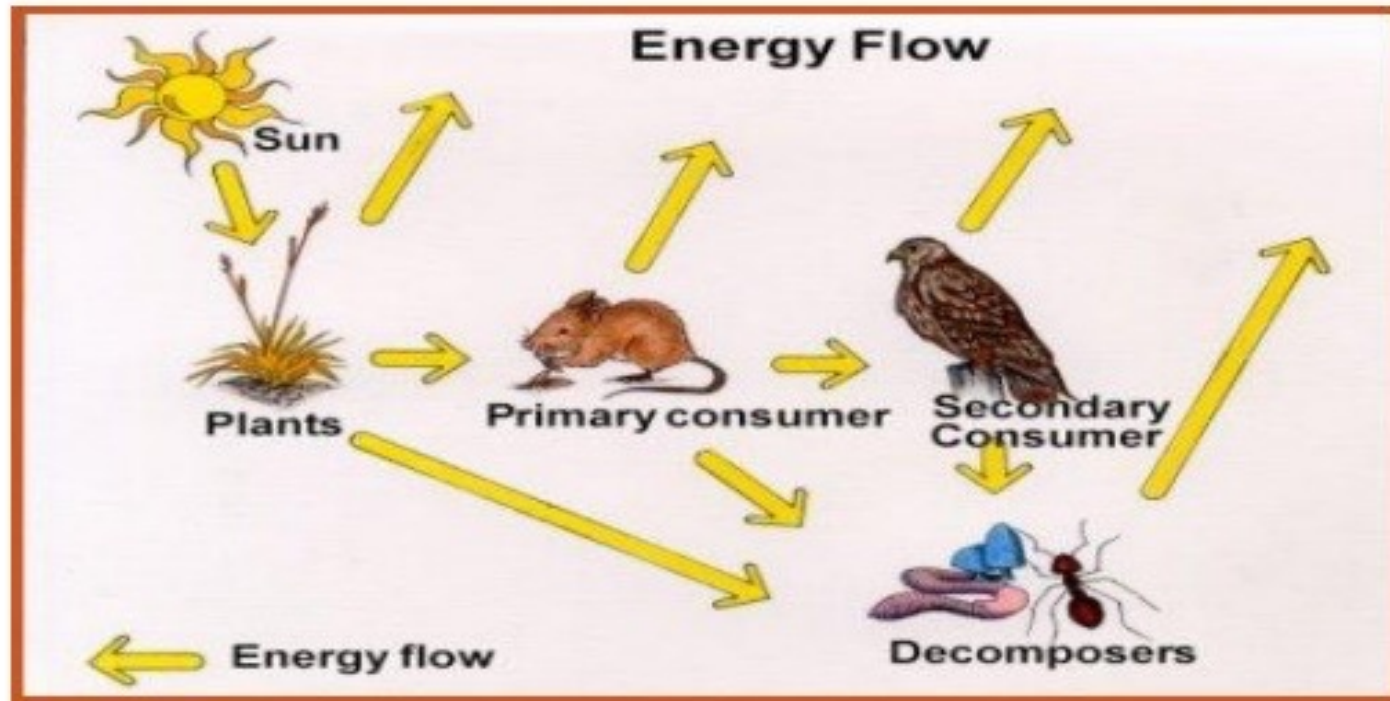 Energy Flow
Sun
Plants
Primary consumer
Secondary
Consumer
Decomposers
Energy flow